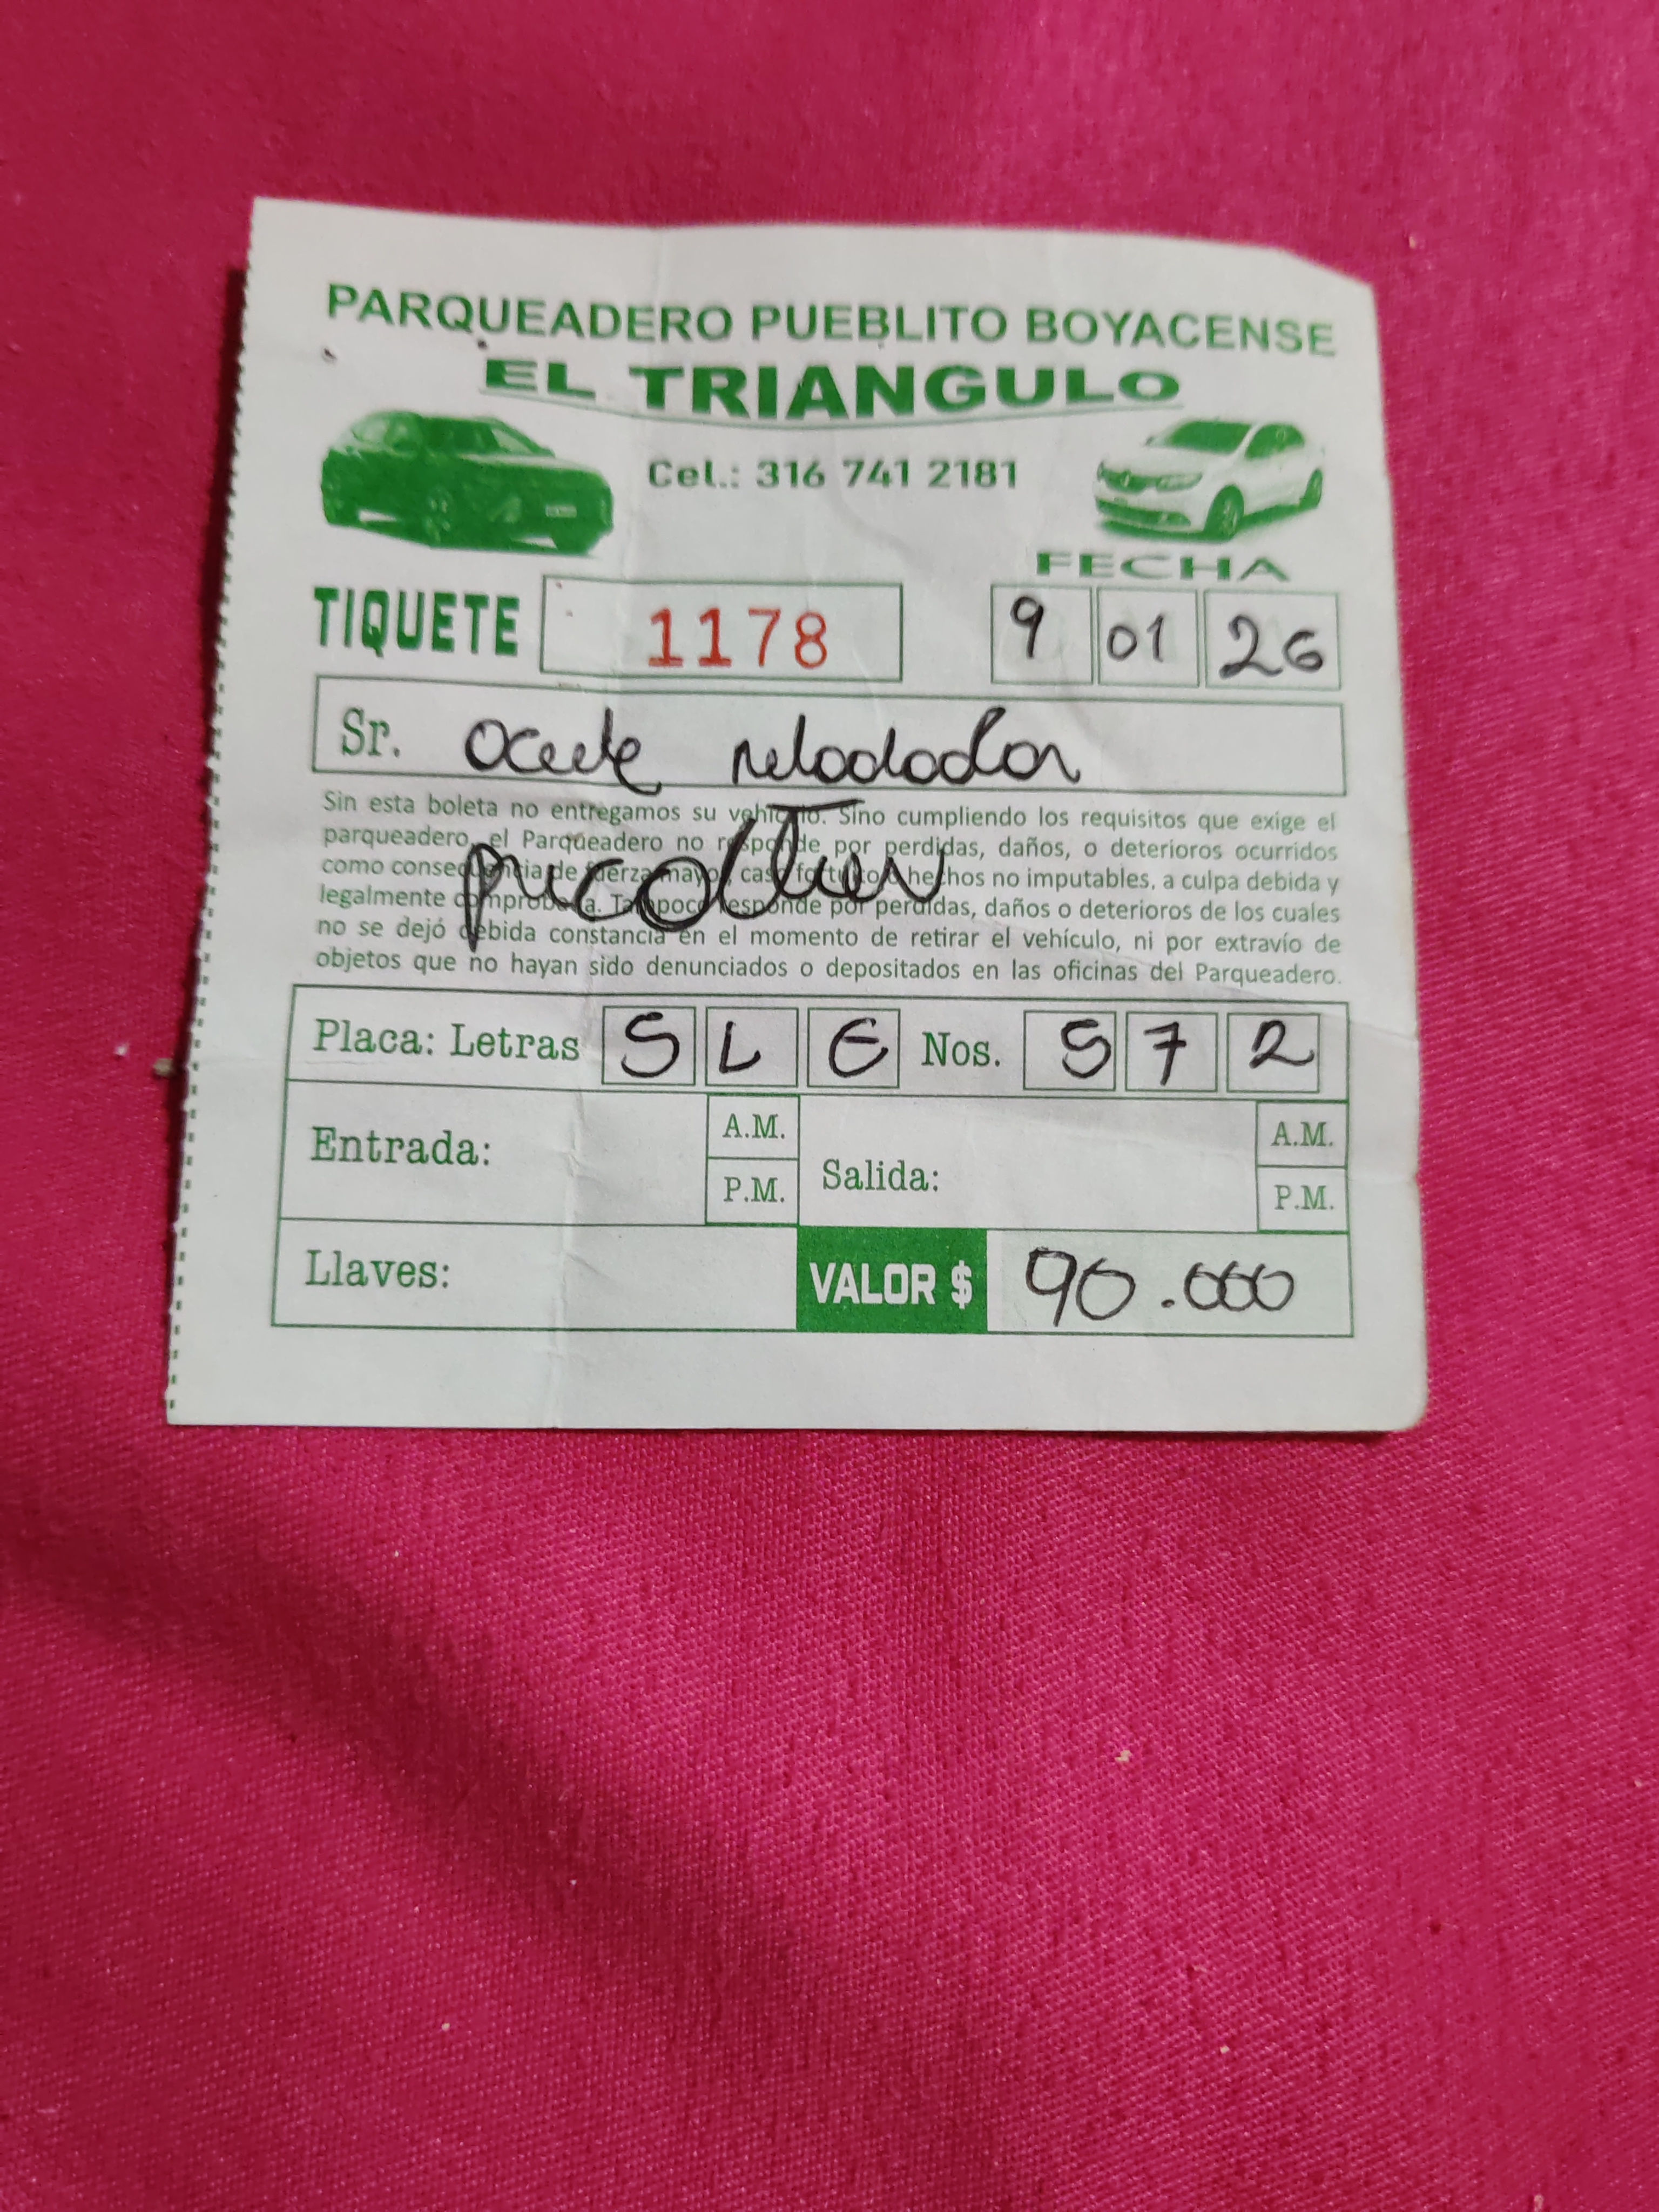 PARQUEADERO PUEBLITO BOYACENSE
EL TRIANGULO
Cel.: 316 741 2181
FECHA
TIQUETE 1178 9 01 26
Sr. aceite
Sin esta boleta no entregamos su vehículo. Sino cumpliendo los requisitos que exige el
parqueadero, el Parqueadero no responde por perdidas, daños, o deterioros ocurridos
como consecuencia de fuerza mayor, caso fortuito o hechos no imputables, a culpa debida y
legalmente comprobada. Tampoco responde por perdidas, daños o deterioros de los cuales
no se dejó debida constancia en el momento de retirar el vehículo, ni por extravío de
objetos que no hayan sido denunciados o depositados en las oficinas del Parqueadero.
Placa: Letras S L E Nos. 572
Entrada: A.M. P.M. Salida: A.M. P.M.
Llaves: VALOR $ 90.000